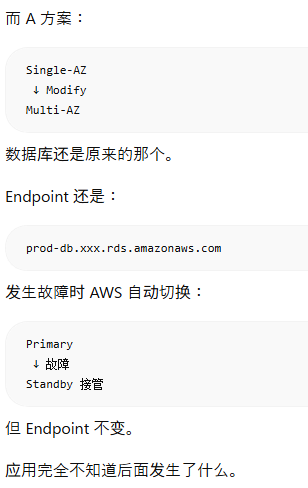 而 A 方案：
Single-AZ
↓ Modify
Multi-AZ
数据库还是原来的那个。
Endpoint 还是：
prod-db.xxx.rds.amazonaws.com
发生故障时 AWS 自动切换：
Primary
↓ 故障
Standby 接管
但 Endpoint 不变。
应用完全不知道后面发生了什么。